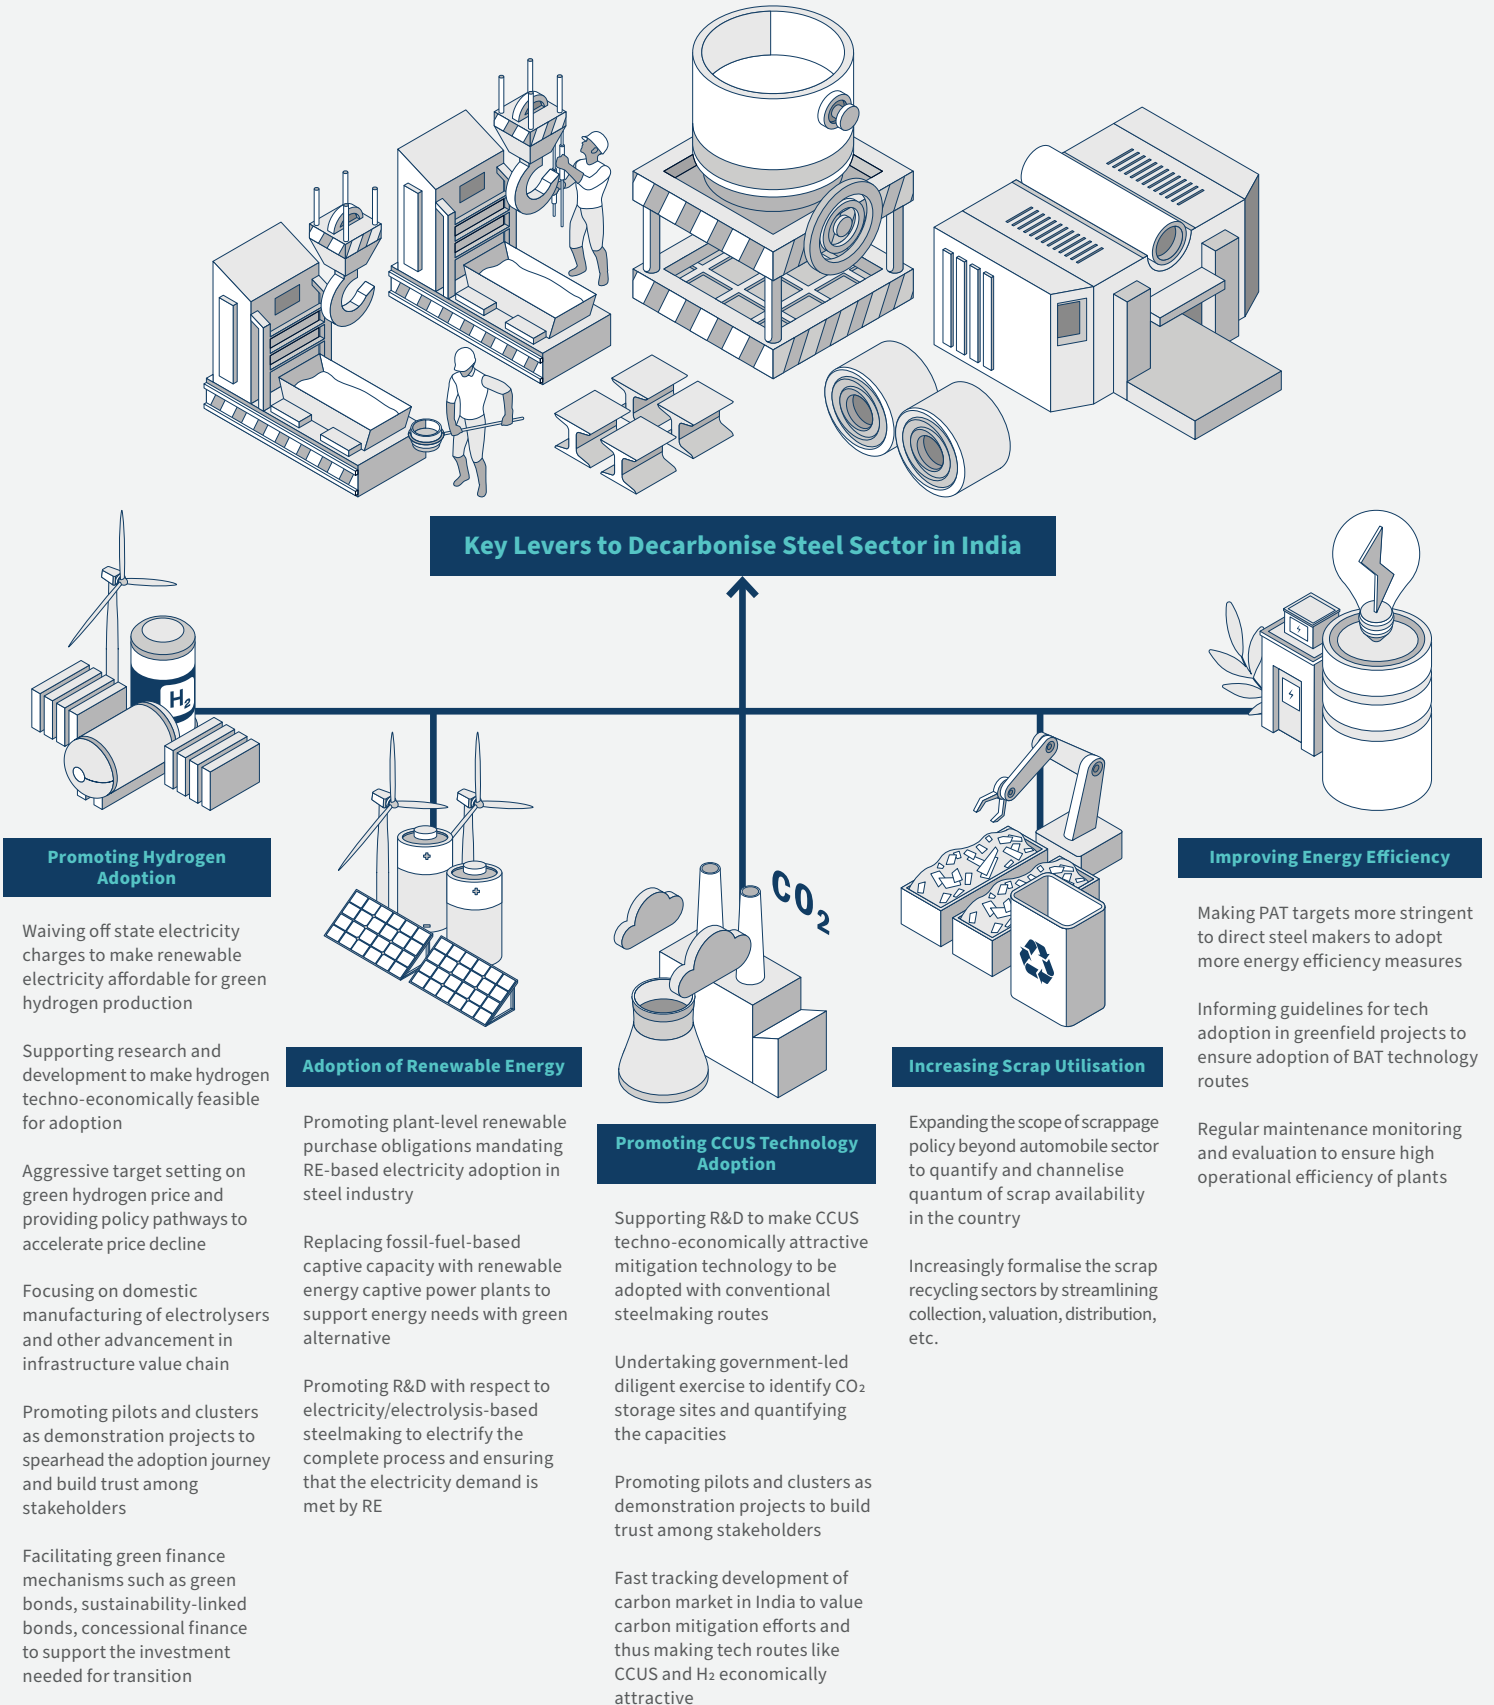 Key Levers to Decarbonise Steel Sector in India
H₂
Promoting Hydrogen
Adoption
Waiving off state electricity
charges to make renewable
electricity affordable for green
hydrogen production
Supporting research and
development to make hydrogen
techno-economically feasible
for adoption
Aggressive target setting on
green hydrogen price and
providing policy pathways to
accelerate price decline
Focusing on domestic
manufacturing of electrolysers
and other advancement in
infrastructure value chain
Promoting pilots and clusters
as demonstration projects to
spearhead the adoption journey
and build trust among
stakeholders
Facilitating green finance
mechanisms such as green
bonds, sustainability-linked
bonds, concessional finance
to support the investment
needed for transition
Adoption of Renewable Energy
Promoting plant-level renewable
purchase obligations mandating
RE-based electricity adoption in
steel industry
Replacing fossil-fuel-based
captive capacity with renewable
energy captive power plants to
support energy needs with green
alternative
Promoting R&D with respect to
electricity/electrolysis-based
steelmaking to electrify the
complete process and ensuring
that the electricity demand is
met by RE
CO₂
Promoting CCUS Technology
Adoption
Supporting R&D to make CCUS
techno-economically attractive
mitigation technology to be
adopted with conventional
steelmaking routes
Undertaking government-led
diligent exercise to identify CO₂
storage sites and quantifying
the capacities
Promoting pilots and clusters as
demonstration projects to build
trust among stakeholders
Fast tracking development of
carbon market in India to value
carbon mitigation efforts and
thus making tech routes like
CCUS and H₂ economically
attractive
Increasing Scrap Utilisation
Expanding the scope of scrappage
policy beyond automobile sector
to quantify and channelise
quantum of scrap availability
in the country
Increasingly formalise the scrap
recycling sectors by streamlining
collection, valuation, distribution,
etc.
Improving Energy Efficiency
Making PAT targets more stringent
to direct steel makers to adopt
more energy efficiency measures
Informing guidelines for tech
adoption in greenfield projects to
ensure adoption of BAT technology
routes
Regular maintenance monitoring
and evaluation to ensure high
operational efficiency of plants